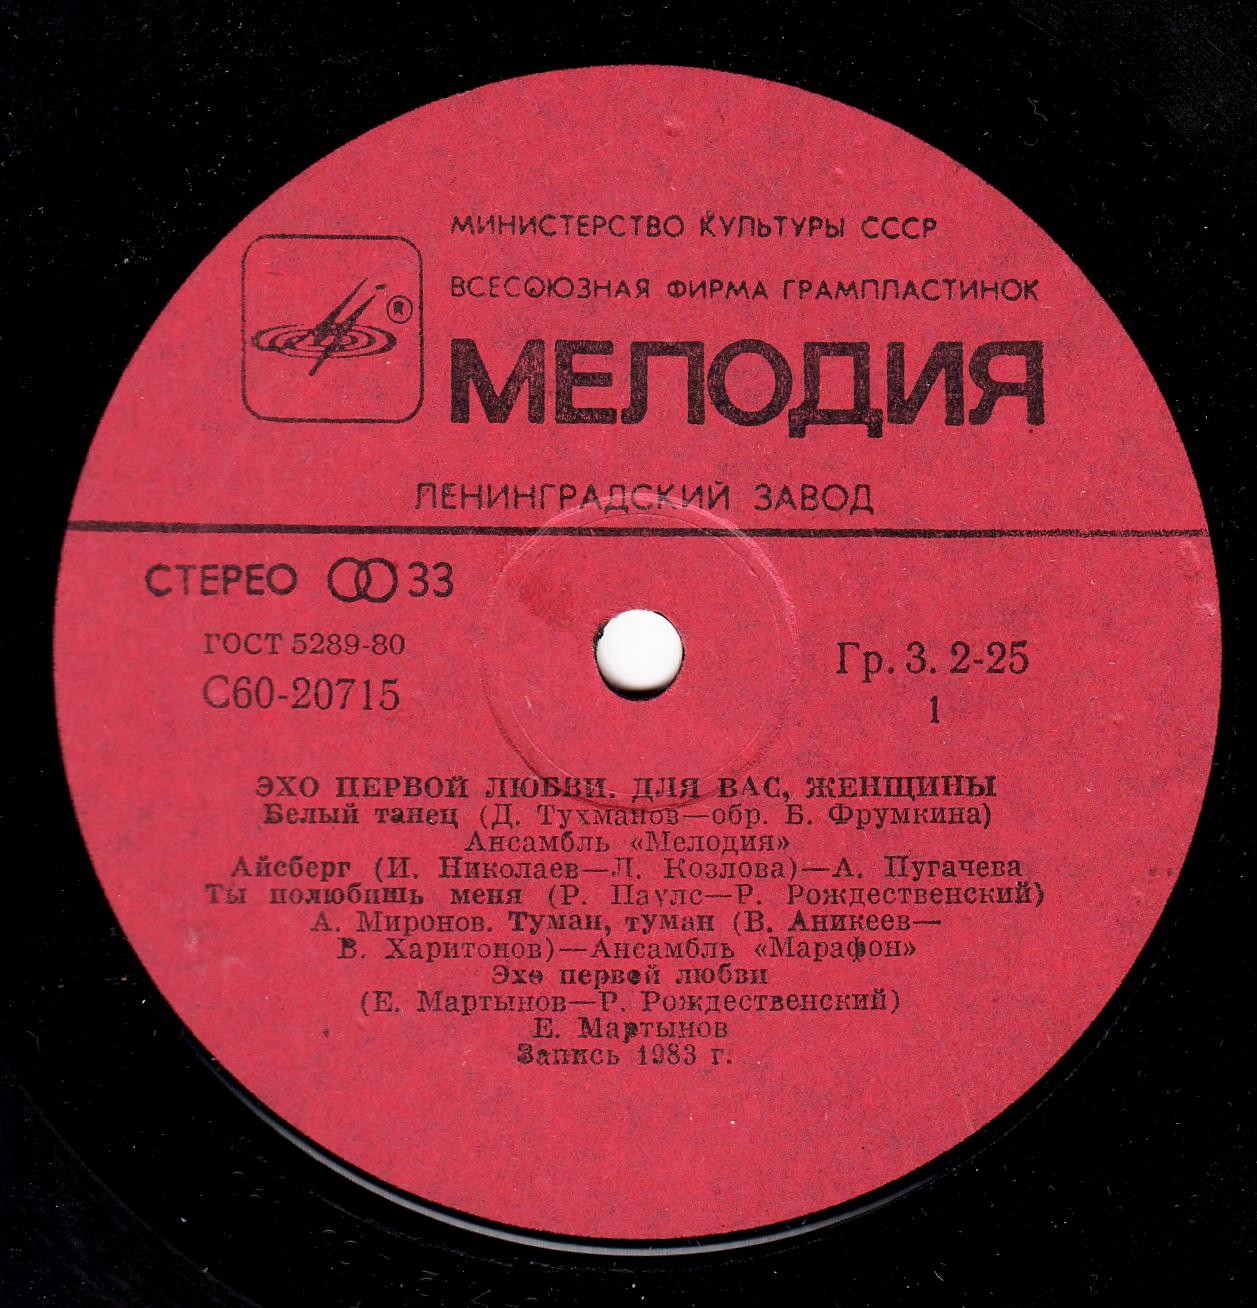 МИНИСТЕРСТВО КУЛЬТУРЫ СССР
ВСЕСОЮЗНАЯ ФИРМА ГРАМПЛАСТИНОК
®
МЕЛОДИЯ
ЛЕНИНГРАДСКИЙ ЗАВОД
СТЕРЕО 33
ГОСТ 5289-80
С60-20715
Гр. 3. 2-25
1
ЭХО ПЕРВОЙ ЛЮБВИ. ДЛЯ ВАС, ЖЕНЩИНЫ
Белый танец (Д. Тухманов—обр. Б. Фрумкина)
Ансамбль «Мелодия»
Айсберг (И. Николаев—Л. Козлова)—А. Пугачева
Ты полюбишь меня (Р. Паулс—Р. Рождественский)
А. Миронов. Туман, туман (В. Аникеев—
В. Харитонов)—Ансамбль «Марафон»
Эхо первой любви
(Е. Мартынов—Р. Рождественский)
Е. Мартынов
Запись 1983 г.